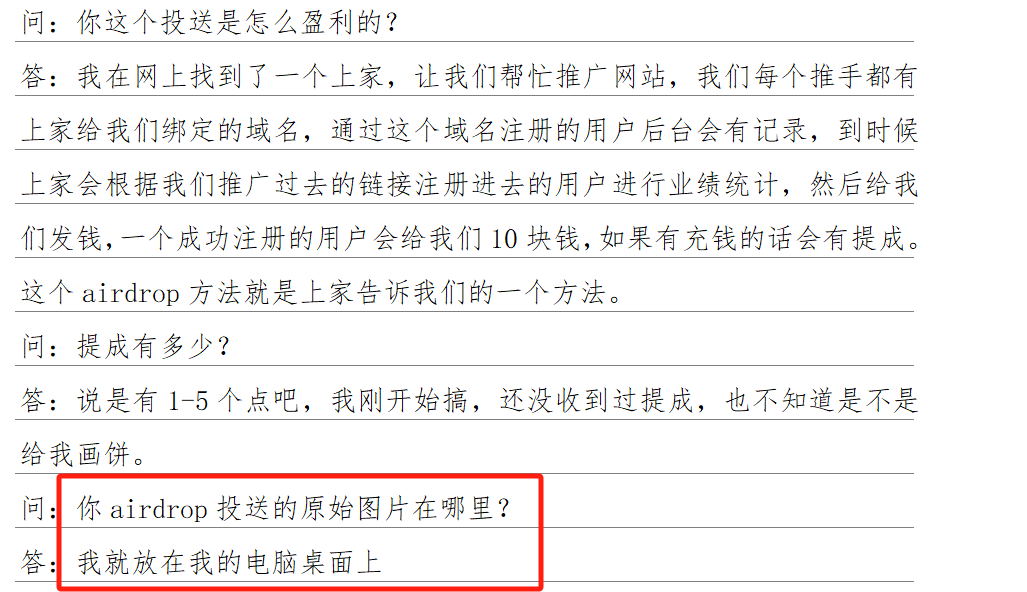 问：你这个投送是怎么盈利的？
答：我在网上找到了一个上家，让我们帮忙推广网站，我们每个推手都有
上家给我们绑定的域名，通过这个域名注册的用户后台会有记录，到时候
上家会根据我们推广过去的链接注册进去的用户进行业绩统计，然后给我
们发钱，一个成功注册的用户会给我们 10 块钱，如果有充钱的话会有提成。
这个 airdrop 方法就是上家告诉我们的一个方法。
问：提成有多少？
答：说是有 1-5 个点吧，我刚开始搞，还没收到过提成，也不知道是不是
给我画饼。
问：你 airdrop 投送的原始图片在哪里？
答：我就放在我的电脑桌面上